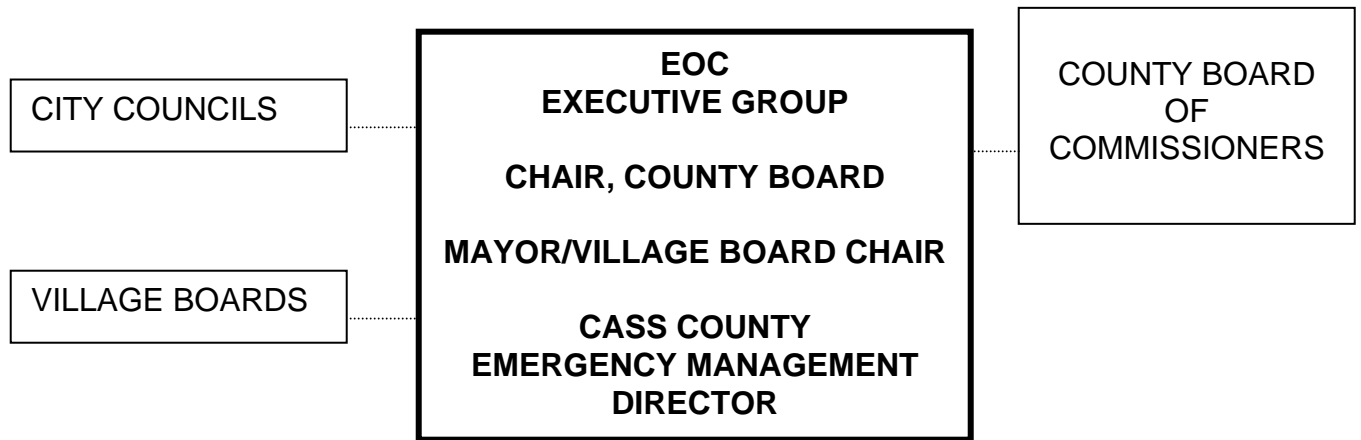 CITY COUNCILS
VILLAGE BOARDS
EOC
EXECUTIVE GROUP
CHAIR, COUNTY BOARD
MAYOR/VILLAGE BOARD CHAIR
CASS COUNTY
EMERGENCY MANAGEMENT
DIRECTOR
COUNTY BOARD
OF
COMMISSIONERS